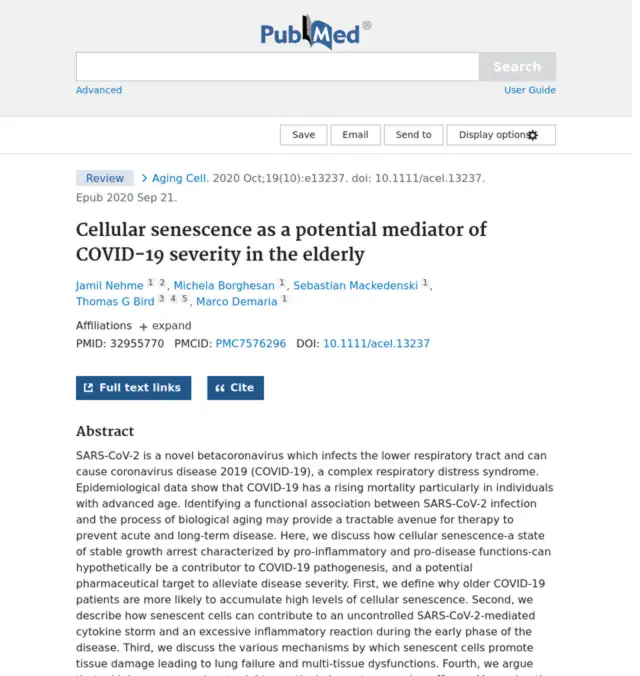 PubMed®
Search
Advanced
User Guide
Save
Email
Send to
Display options
Review
Aging Cell. 2020 Oct;19(10):e13237. doi: 10.1111/acel.13237.
Epub 2020 Sep 21.
Cellular senescence as a potential mediator of
COVID-19 severity in the elderly
Jamil Nehme 1 2, Michela Borghesan 1, Sebastian Mackedenski 1,
Thomas G Bird 3 4 5, Marco Demaria 1
Affiliations + expand
PMID: 32955770 PMCID: PMC7576296 DOI: 10.1111/acel.13237
Full text links
Cite
Abstract
SARS-CoV-2 is a novel betacoronavirus which infects the lower respiratory tract and can
cause coronavirus disease 2019 (COVID-19), a complex respiratory distress syndrome.
Epidemiological data show that COVID-19 has a rising mortality particularly in individuals
with advanced age. Identifying a functional association between SARS-CoV-2 infection
and the process of biological aging may provide a tractable avenue for therapy to
prevent acute and long-term disease. Here, we discuss how cellular senescence-a state
of stable growth arrest characterized by pro-inflammatory and pro-disease functions-can
hypothetically be a contributor to COVID-19 pathogenesis, and a potential
pharmaceutical target to alleviate disease severity. First, we define why older COVID-19
patients are more likely to accumulate high levels of cellular senescence. Second, we
describe how senescent cells can contribute to an uncontrolled SARS-CoV-2-mediated
cytokine storm and an excessive inflammatory reaction during the early phase of the
disease. Third, we discuss the various mechanisms by which senescent cells promote
tissue damage leading to lung failure and multi-tissue dysfunctions. Fourth, we argue